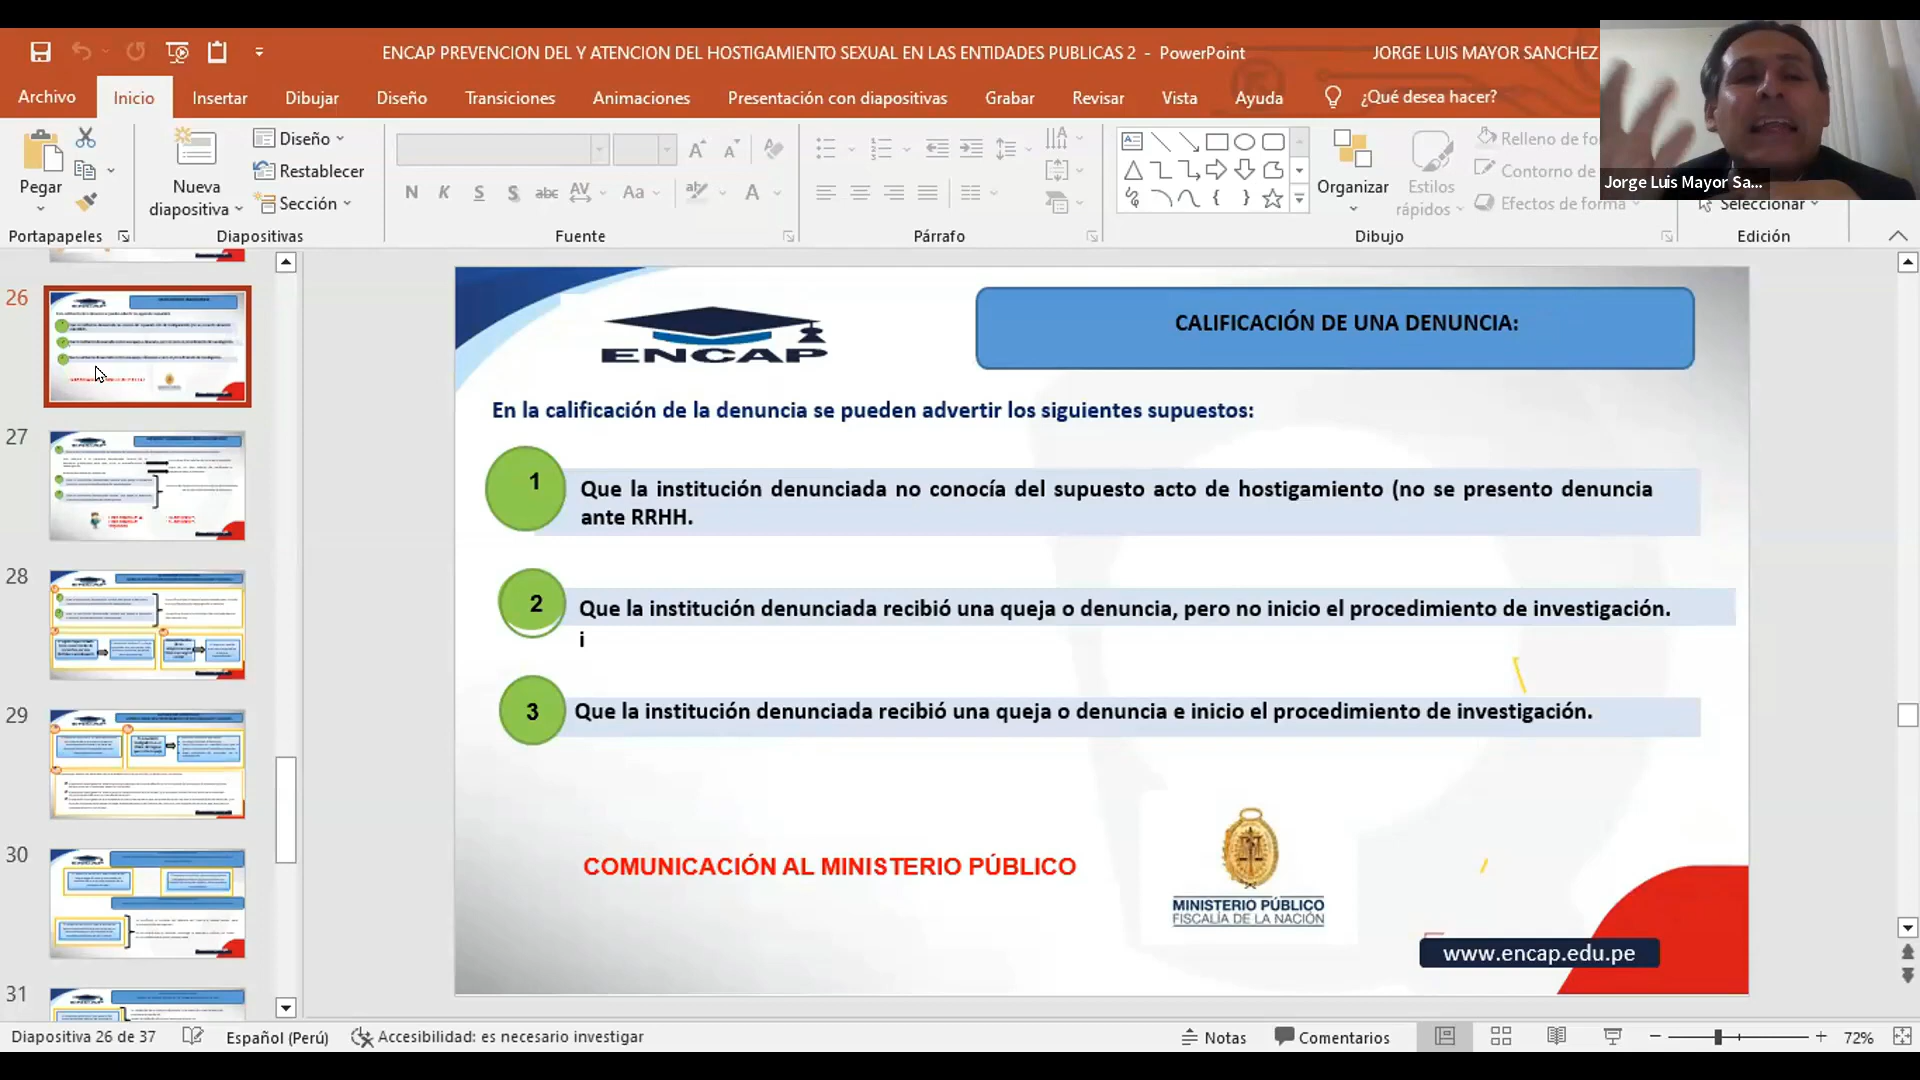 ENCAP PREVENCION DEL Y ATENCION DEL HOSTIGAMIENTO SEXUAL EN LAS ENTIDADES PUBLICAS 2 - PowerPoint
JORGE LUIS MAYOR SANCHEZ
Archivo Inicio Insertar Dibujar Diseño Transiciones Animaciones Presentación con diapositivas Grabar Revisar Vista Ayuda ¿Qué desea hacer?
Pegar
Nueva diapositiva
Diseño
Restablecer
Sección
N K S S abc AV Aa A
Organizar
Estilos rápidos
Relleno de fo
Contorno de
Efectos de forma
Seleccionar
Jorge Luis Mayor Sa...
Portapapeles Diapositivas Fuente Párrafo Dibujo Edición
26
27
28
29
30
31
ENCAP
CALIFICACIÓN DE UNA DENUNCIA:
En la calificación de la denuncia se pueden advertir los siguientes supuestos:
1
Que la institución denunciada no conocía del supuesto acto de hostigamiento (no se presento denuncia
ante RRHH.
2
Que la institución denunciada recibió una queja o denuncia, pero no inicio el procedimiento de investigación.
i
3
Que la institución denunciada recibió una queja o denuncia e inicio el procedimiento de investigación.
COMUNICACIÓN AL MINISTERIO PÚBLICO
MINISTERIO PÚBLICO
FISCALÍA DE LA NACIÓN
www.encap.edu.pe
Diapositiva 26 de 37 Español (Perú) Accesibilidad: es necesario investigar Notas Comentarios 72%